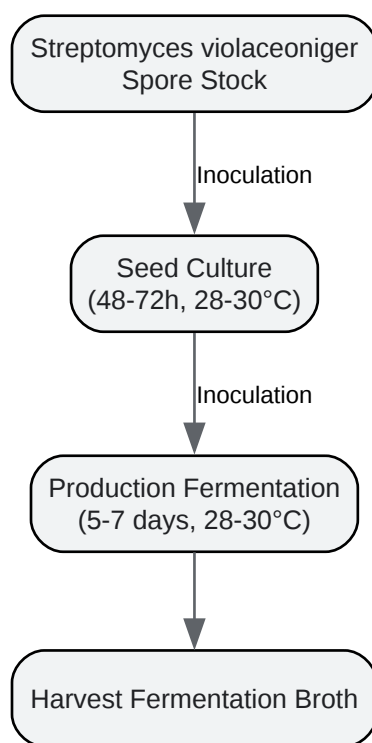 Streptomyces violaceoniger
Spore Stock
Inoculation
Seed Culture
(48-72h, 28-30°C)
Inoculation
Production Fermentation
(5-7 days, 28-30°C)
Harvest Fermentation Broth